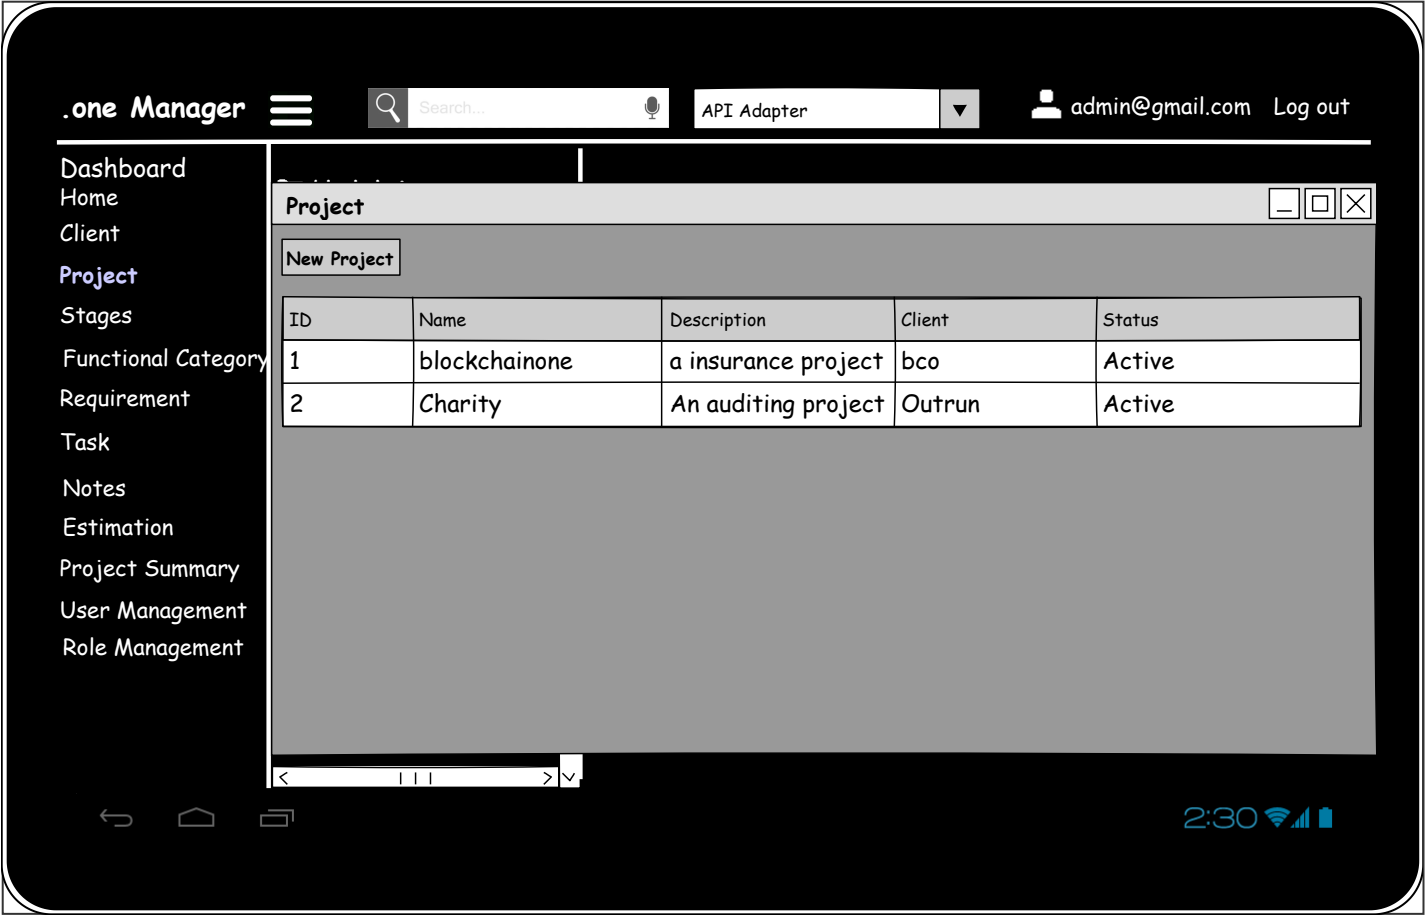 .one Manager
Search...
API Adapter
admin@gmail.com Log out
Dashboard
Home
Client
Project
Stages
Functional Category
Requirement
Task
Notes
Estimation
Project Summary
User Management
Role Management
Project
New Project
ID Name Description Client Status
1 blockchainone a insurance project bco Active
2 Charity An auditing project Outrun Active
2:30